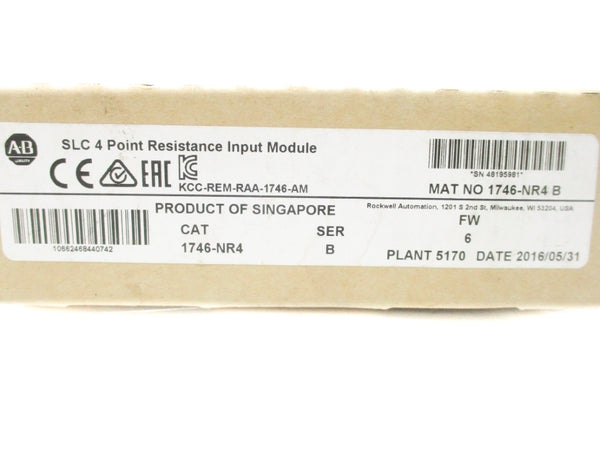 A-B
SLC 4 Point Resistance Input Module
CE EAC
KCC-REM-RAA-1746-AM
*SN 48195981*
MAT NO 1746-NR4 B
PRODUCT OF SINGAPORE
Rockwell Automation, 1201 S 2nd St, Milwaukee, WI 53204, USA
CAT SER FW
1746-NR4 B 6
10662468440742
PLANT 5170 DATE 2016/05/31